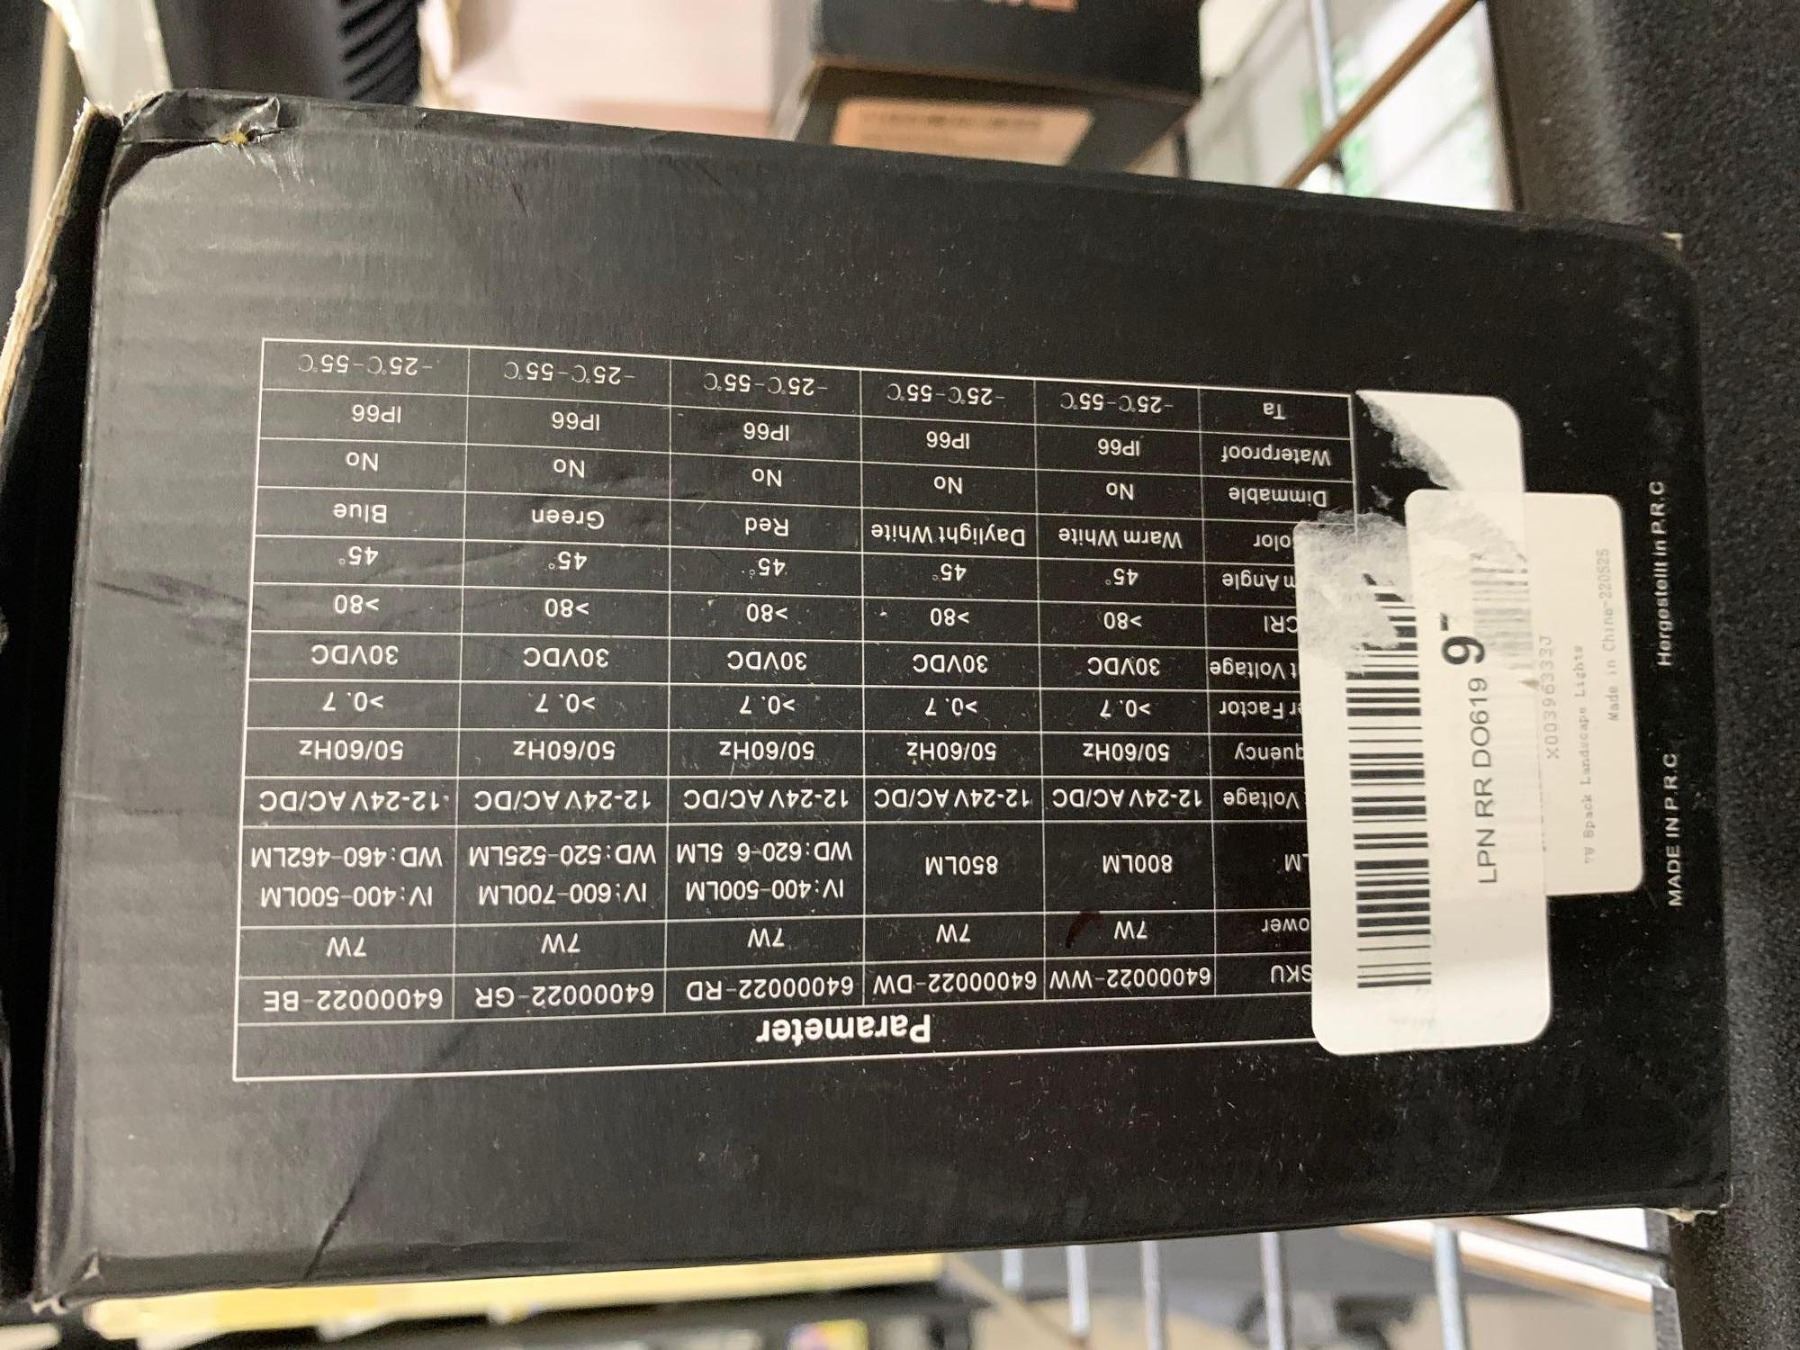 Parameter
SKU 64000022-WW 64000022-DW 64000022-RD 64000022-GR 64000022-BE
ower 7W 7W 7W 7W 7W
LM 800LM 850LM IV:400-500LM IV:600-700LM IV:400-500LM
WD:620-6 5LM WD:520-525LM WD:460-462LM
Voltage 12-24V AC/DC 12-24V AC/DC 12-24V AC/DC 12-24V AC/DC 12-24V AC/DC
quency 50/60Hz 50/60Hz 50/60Hz 50/60Hz 50/60Hz
er Factor >0.7 >0.7 >0.7 >0.7 >0.7
t Voltage 30VDC 30VDC 30VDC 30VDC 30VDC
CRI >80 >80 >80 >80 >80
m Angle 45° 45° 45° 45° 45°
olor Warm White Daylight White Red Green Blue
Dimmable No No No No No
Waterproof IP66 IP66 IP66 IP66 IP66
Ta -25℃-55℃ -25℃-55℃ -25℃-55℃ -25℃-55℃ -25℃-55℃
LPN RR DO619 9
X00396333J
7W 8pack Landscape Lights
Made in China-220525
MADE IN P.R.C Hergestellt in P.R.C